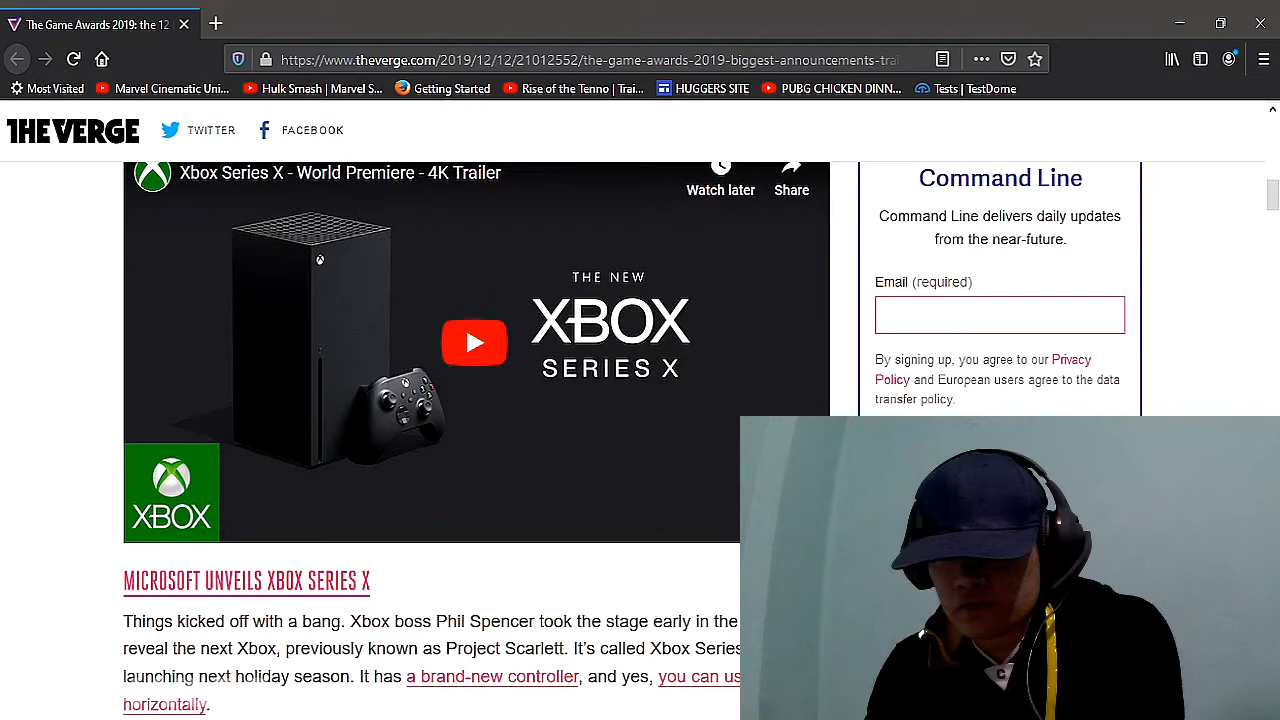 The Game Awards 2019: the 12
https://www.theverge.com/2019/12/12/21012552/the-game-awards-2019-biggest-announcements-trai
Most Visited
Marvel Cinematic Uni...
Hulk Smash | Marvel S...
Getting Started
Rise of the Tenno | Trai...
HUGGERS SITE
PUBG CHICKEN DINN...
Tests | TestDome
THE VERGE
TWITTER
FACEBOOK
Xbox Series X - World Premiere - 4K Trailer
Watch later
Share
THE NEW
XBOX
SERIES X
XBOX
Command Line
Command Line delivers daily updates
from the near-future.
Email (required)
By signing up, you agree to our Privacy
Policy and European users agree to the data
transfer policy.
MICROSOFT UNVEILS XBOX SERIES X
Things kicked off with a bang. Xbox boss Phil Spencer took the stage early in the
reveal the next Xbox, previously known as Project Scarlett. It's called Xbox Series
launching next holiday season. It has a brand-new controller, and yes, you can us
horizontally.
C